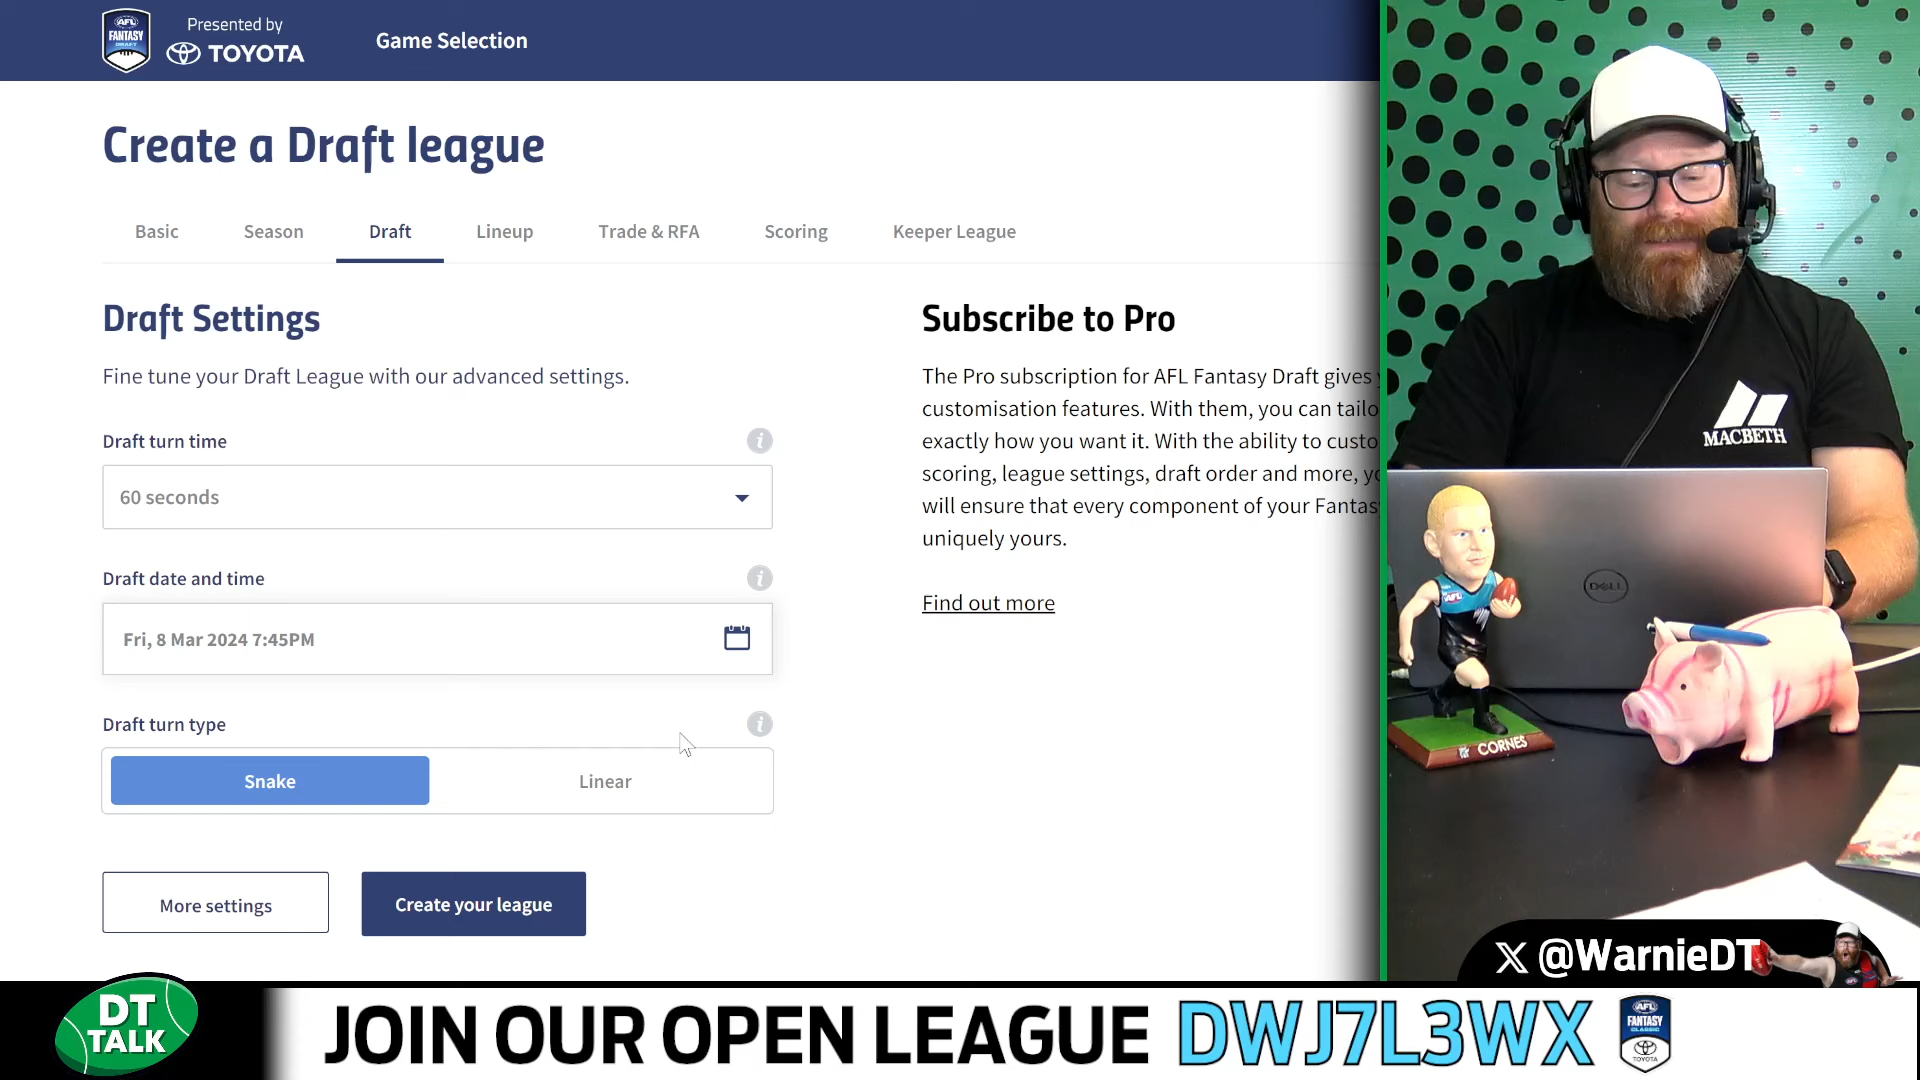 AFL
FANTASY
DRAFT
Presented by
TOYOTA
Game Selection
Create a Draft league
Basic
Season
Draft
Lineup
Trade & RFA
Scoring
Keeper League
Draft Settings
Fine tune your Draft League with our advanced settings.
Draft turn time
i
60 seconds
Draft date and time
i
Fri, 8 Mar 2024 7:45PM
Draft turn type
i
Snake
Linear
More settings
Create your league
Subscribe to Pro
The Pro subscription for AFL Fantasy Draft gives
customisation features. With them, you can
exactly how you want it. With the ability to
scoring, league settings, draft order and more,
will ensure that every component of your
uniquely yours.
Find out more
MACBETH
DELL
AFL
CORNES
X @WarnieDT
DT
TALK
JOIN OUR OPEN LEAGUE DWJ7L3WX
AFL
FANTASY
CLASSIC
TOYOTA